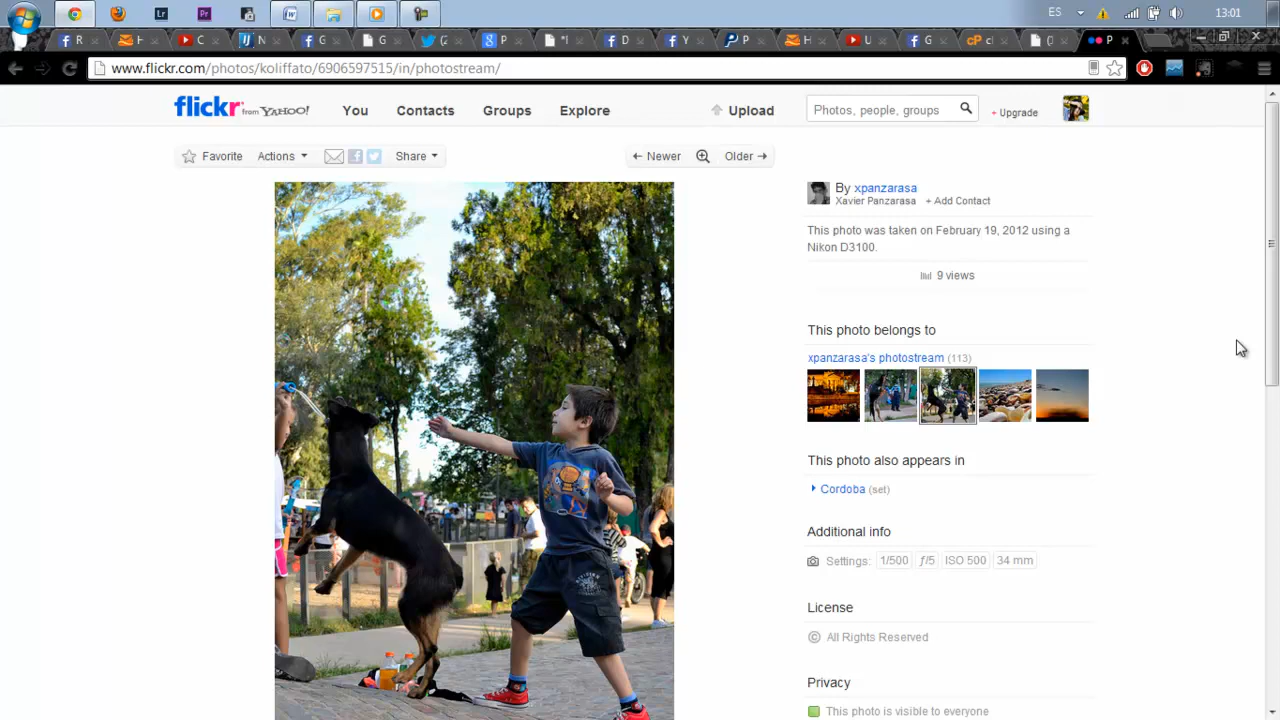 ES 13:01
R H C N G G (2 P *I D Y P H U G cl () P
www.flickr.com/photos/koliffato/6906597515/in/photostream/
flickr from YAHOO! You Contacts Groups Explore Upload Photos, people, groups + Upgrade
Favorite Actions Share ← Newer Older →
By xpanzarasa
Xavier Panzarasa + Add Contact
This photo was taken on February 19, 2012 using a
Nikon D3100.
9 views
This photo belongs to
xpanzarasa's photostream (113)
This photo also appears in
Cordoba (set)
Additional info
Settings: 1/500 ƒ/5 ISO 500 34 mm
License
© All Rights Reserved
Privacy
This photo is visible to everyone